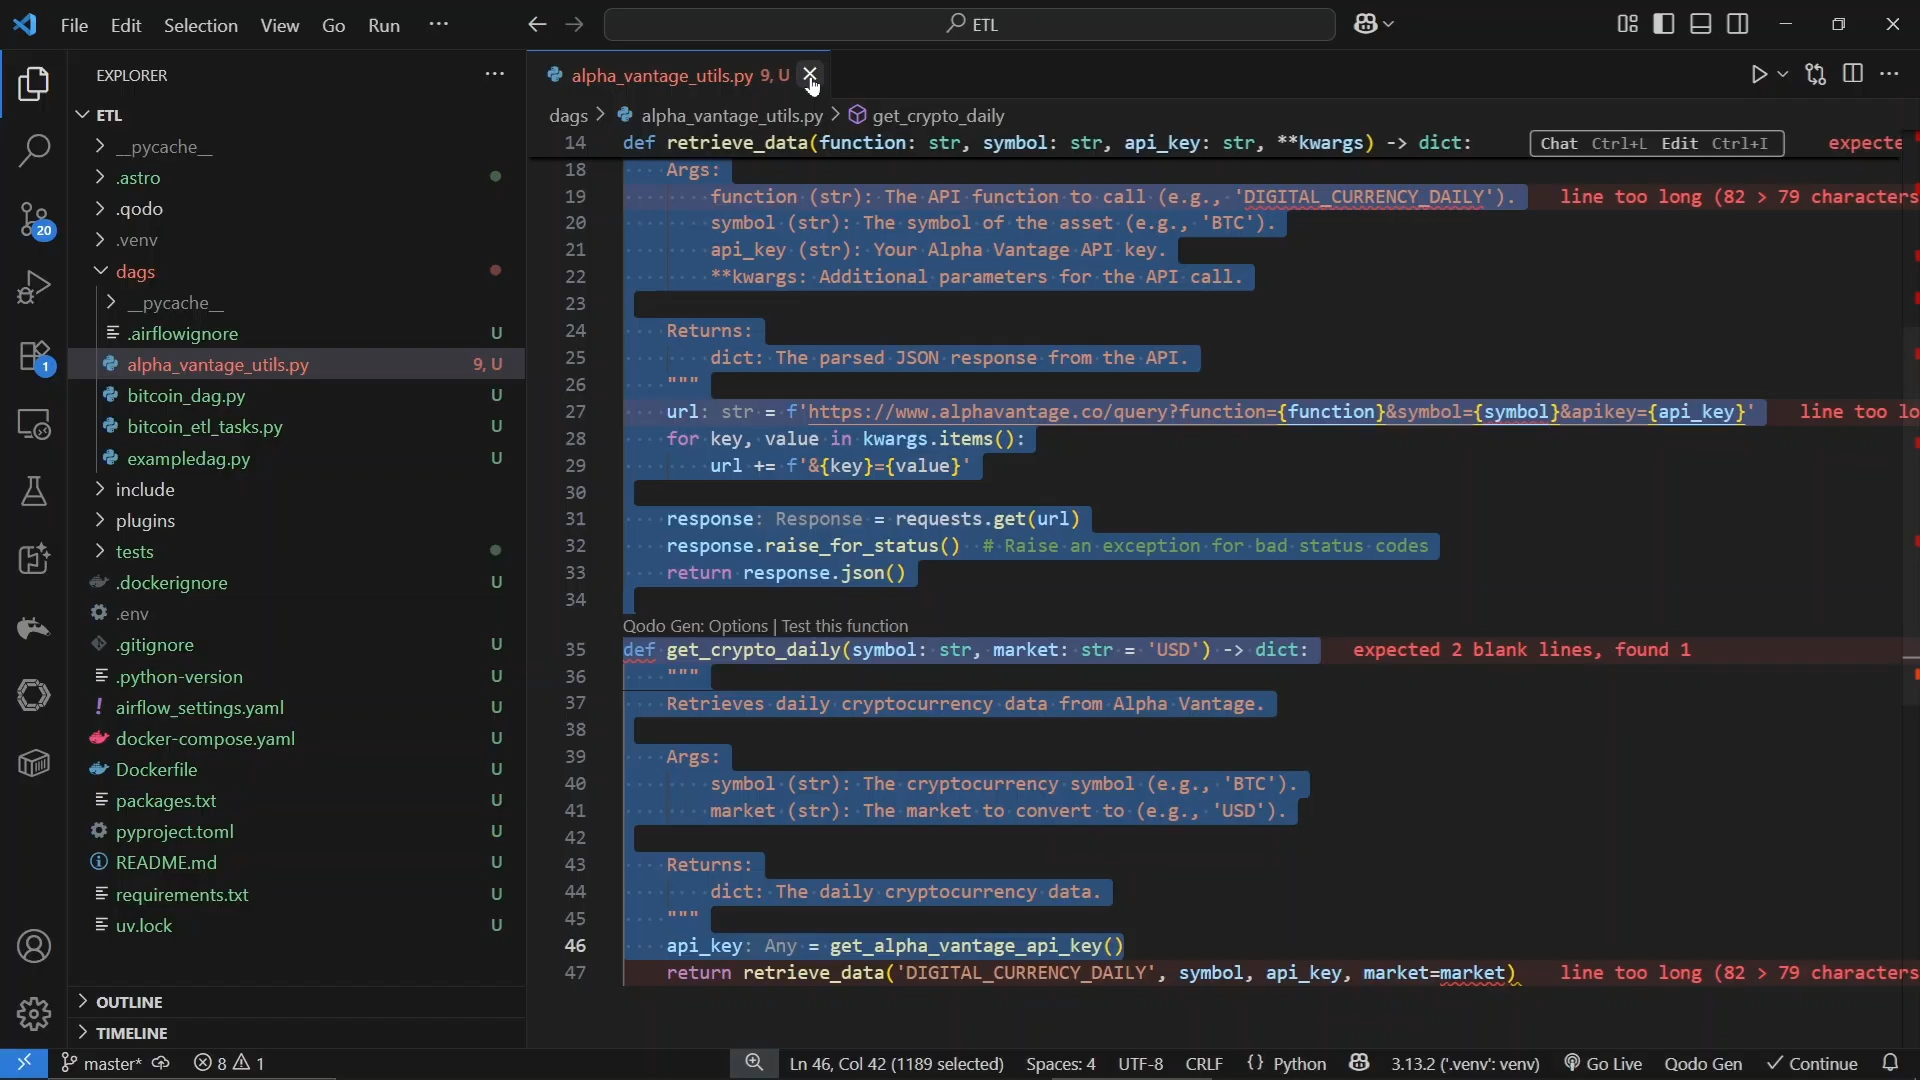 File Edit Selection View Go Run ···
ETL
EXPLORER ···
ETL
__pycache__
.astro
.qodo
.venv
dags
__pycache__
.airflowignore U
alpha_vantage_utils.py 9, U
bitcoin_dag.py U
bitcoin_etl_tasks.py U
exampledag.py U
include
plugins
tests
.dockerignore U
.env
.gitignore U
.python-version U
airflow_settings.yaml U
docker-compose.yaml U
Dockerfile U
packages.txt U
pyproject.toml U
README.md U
requirements.txt U
uv.lock U
OUTLINE
TIMELINE
20
1
alpha_vantage_utils.py 9, U
dags > alpha_vantage_utils.py > get_crypto_daily
14 def retrieve_data(function: str, symbol: str, api_key: str, **kwargs) -> dict: Chat Ctrl+L Edit Ctrl+I expecte
18 Args:
19 function (str): The API function to call (e.g., 'DIGITAL_CURRENCY_DAILY'). line too long (82 > 79 characters
20 symbol (str): The symbol of the asset (e.g., 'BTC').
21 api_key (str): Your Alpha Vantage API key.
22 **kwargs: Additional parameters for the API call.
23
24 Returns:
25 dict: The parsed JSON response from the API.
26 """
27 url: str = f'https://www.alphavantage.co/query?function={function}&symbol={symbol}&apikey={api_key}' line too lo
28 for key, value in kwargs.items():
29 url += f'&{key}={value}'
30
31 response: Response = requests.get(url)
32 response.raise_for_status() # Raise an exception for bad status codes
33 return response.json()
34
Qodo Gen: Options | Test this function
35 def get_crypto_daily(symbol: str, market: str = 'USD') -> dict: expected 2 blank lines, found 1
36 """
37 Retrieves daily cryptocurrency data from Alpha Vantage.
38
39 Args:
40 symbol (str): The cryptocurrency symbol (e.g., 'BTC').
41 market (str): The market to convert to (e.g., 'USD').
42
43 Returns:
44 dict: The daily cryptocurrency data.
45 """
46 api_key: Any = get_alpha_vantage_api_key()
47 return retrieve_data('DIGITAL_CURRENCY_DAILY', symbol, api_key, market=market) line too long (82 > 79 characters
master* 8 1 Ln 46, Col 42 (1189 selected) Spaces: 4 UTF-8 CRLF {} Python 3.13.2 ('.venv': venv) Go Live Qodo Gen Continue